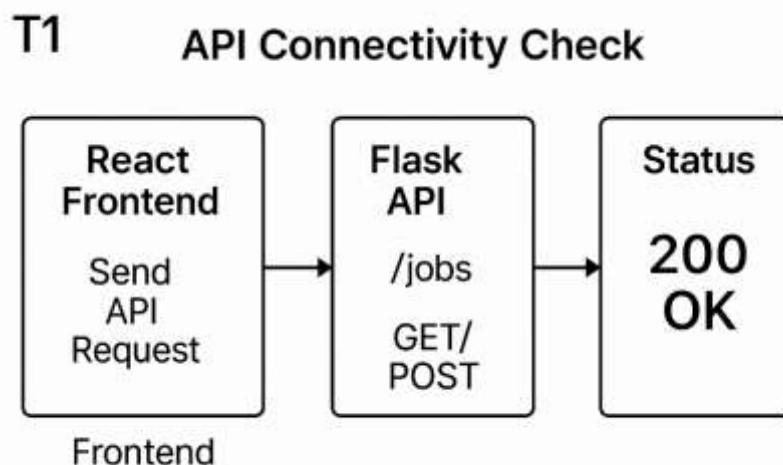 T1
API Connectivity Check
React
Frontend
Send
API
Request
Flask
API
/jobs
GET/
POST
Status
200
OK
Frontend